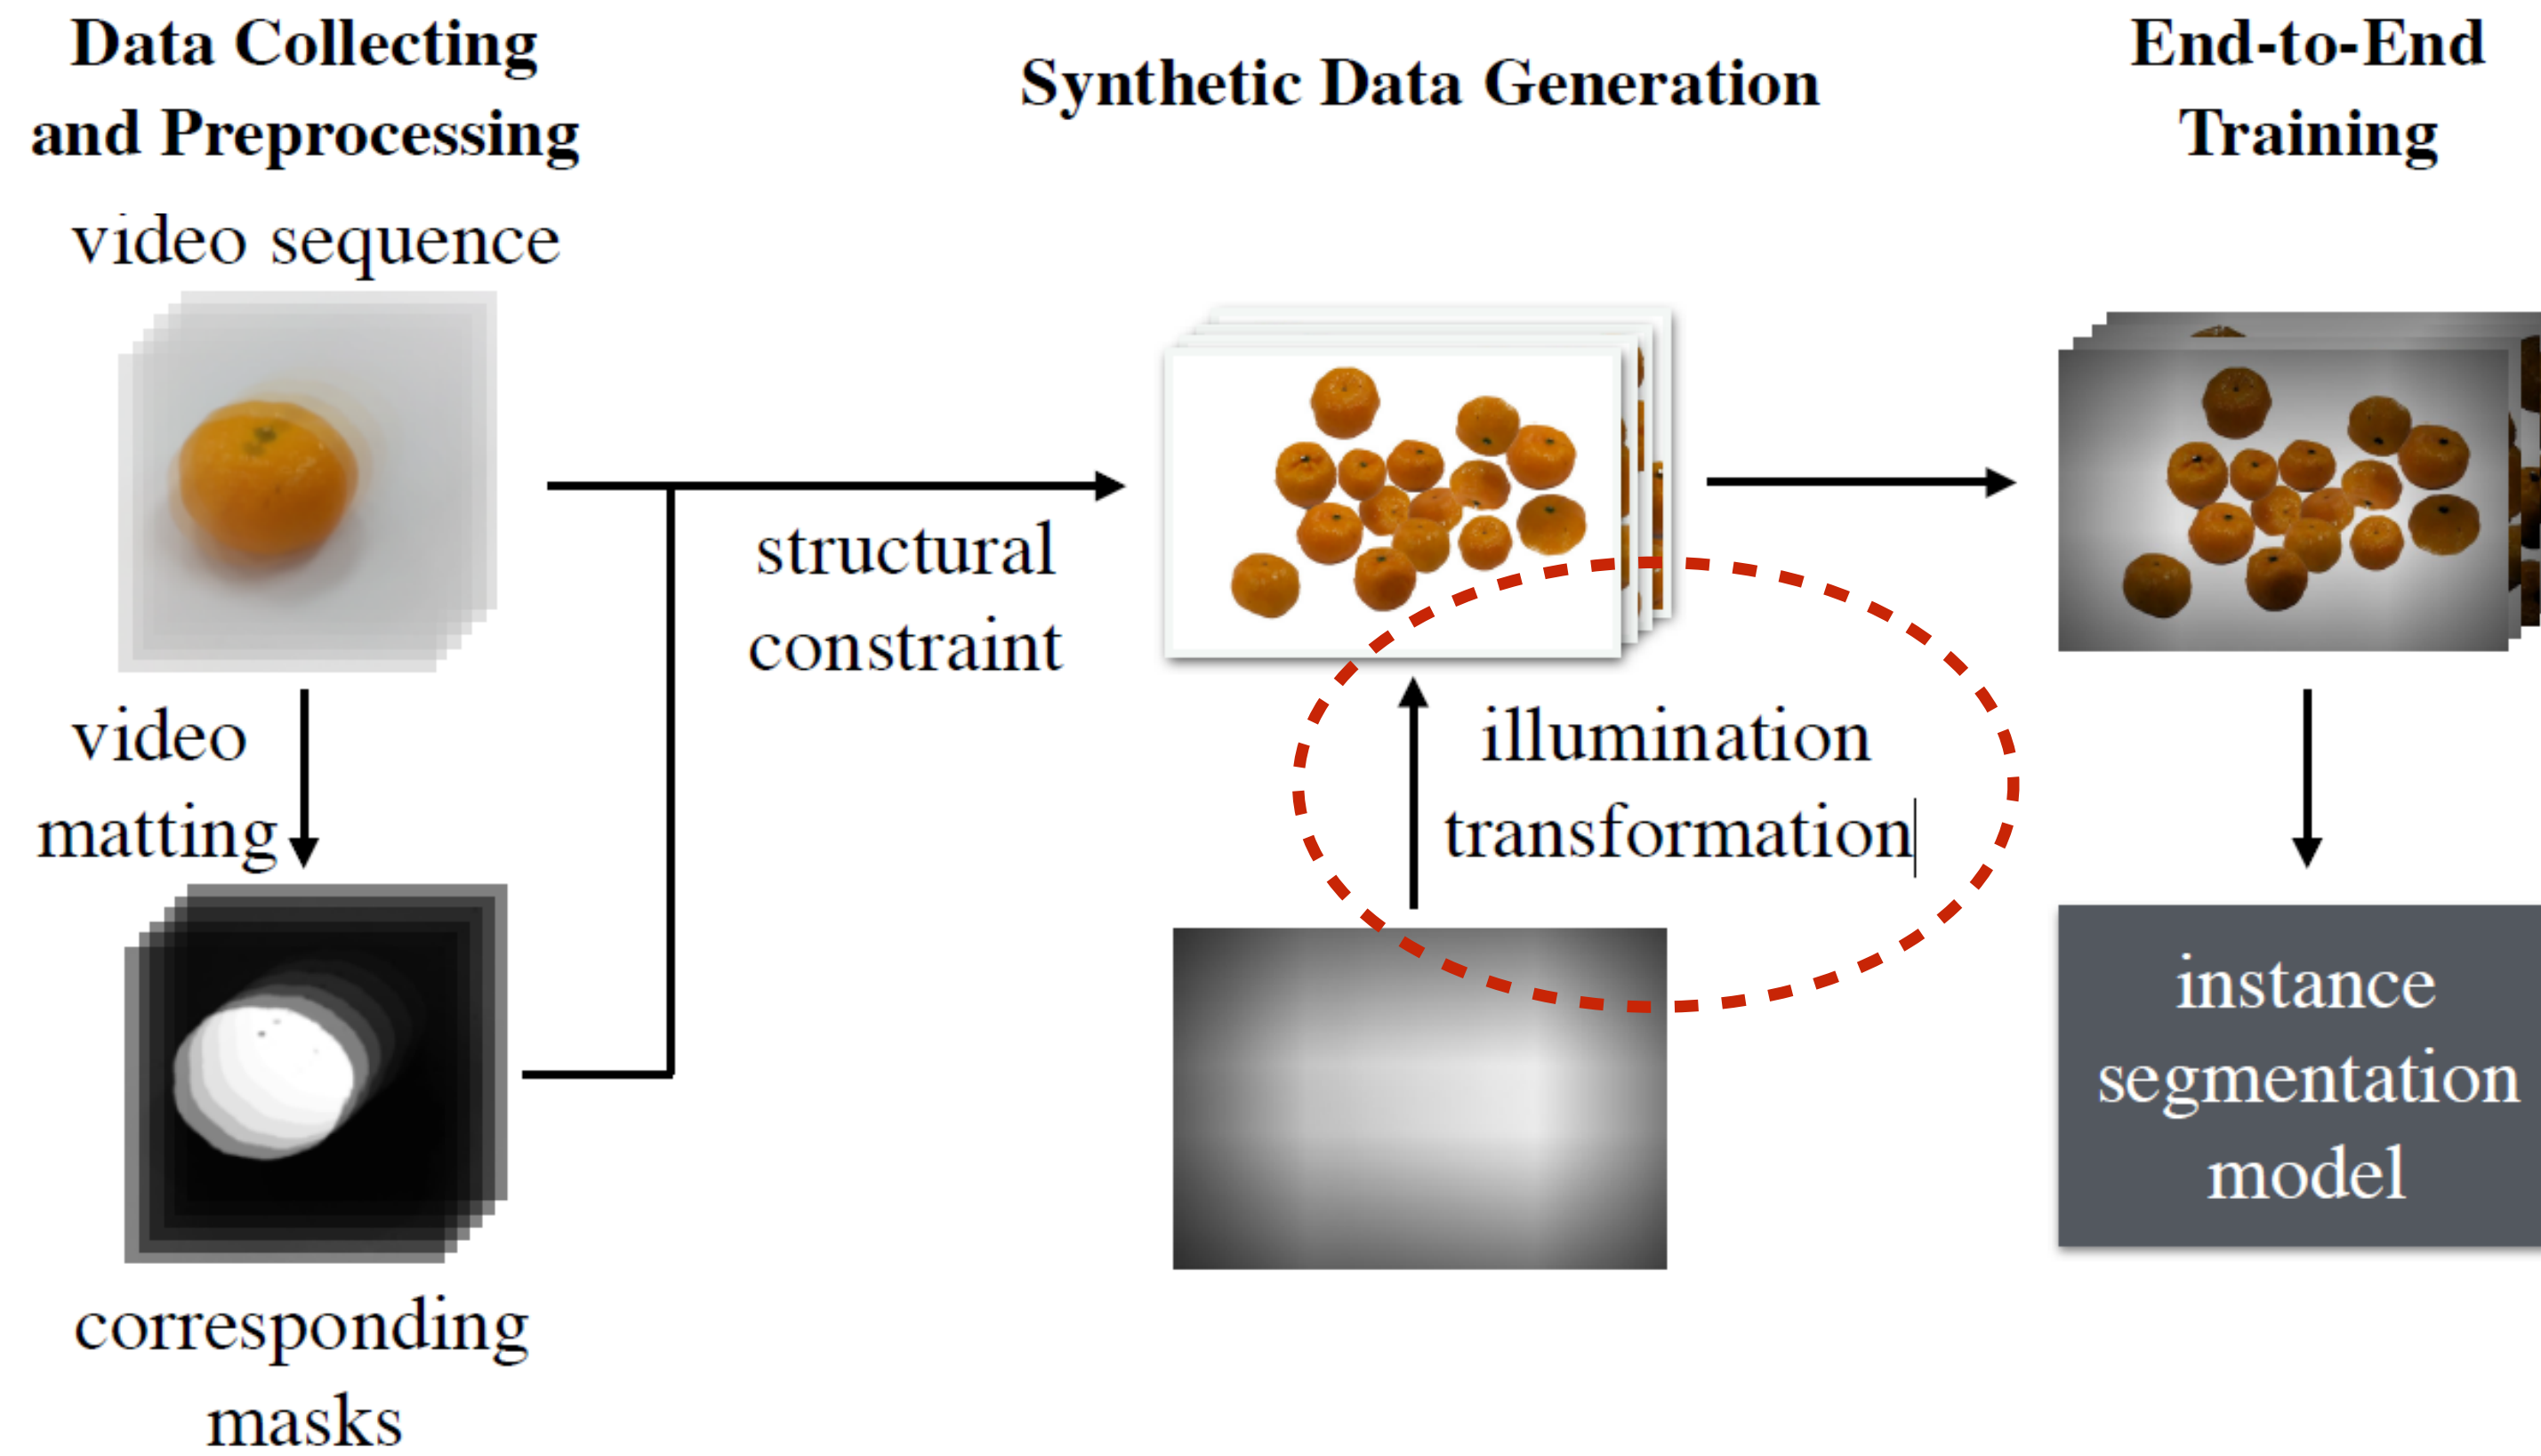 Data Collecting
and Preprocessing
video sequence
video
matting
corresponding
masks
Synthetic Data Generation
structural
constraint
illumination
transformation
End-to-End
Training
instance
segmentation
model